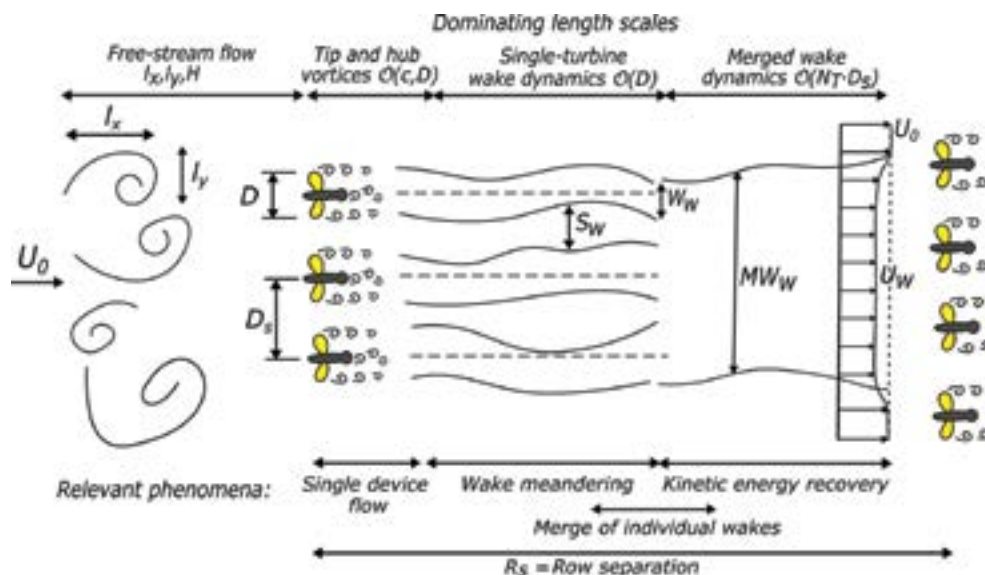 Dominating length scales
Free-stream flow
lx,ly,H
Tip and hub
vortices O(c,D)
Single-turbine
wake dynamics O(D)
Merged wake
dynamics O(NT·Ds)
lx
ly
U0
D
Ds
Sw
Ww
MWw
U0
Uw
Relevant phenomena:
Single device
flow
Wake meandering
Kinetic energy recovery
Merge of individual wakes
Rs = Row separation